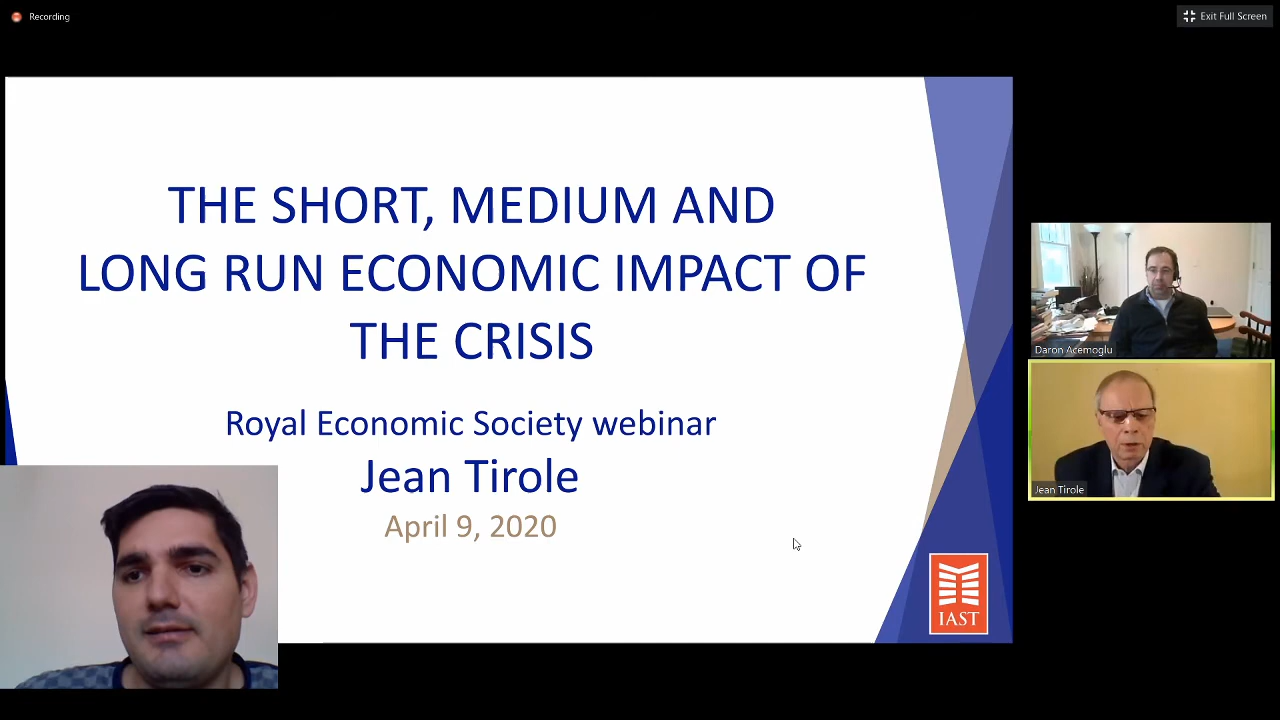 Recording
Exit Full Screen
THE SHORT, MEDIUM AND
LONG RUN ECONOMIC IMPACT OF
THE CRISIS
Royal Economic Society webinar
Jean Tirole
April 9, 2020
IAST
Daron Acemoglu
Jean Tirole